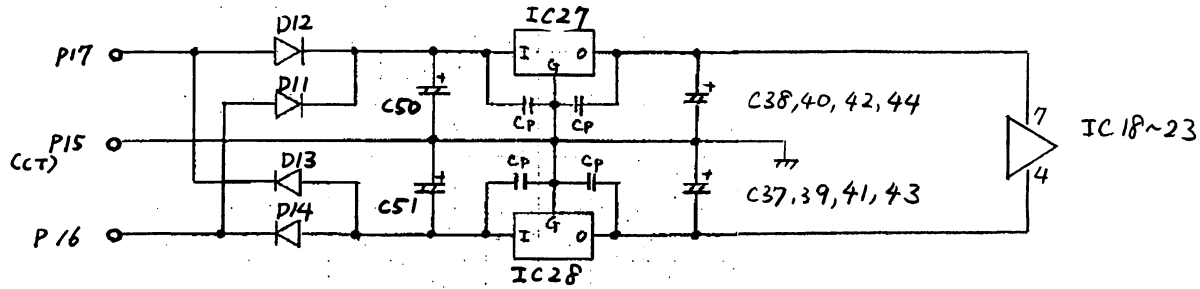 IC27
D12
P17
I O
G
D11
+
C50
Cp Cp
+
C38,40,42,44
7
IC18~23
P15
(CT)
D13
Cp Cp
+
C51
+
C37,39,41,43
4
D14
P16
G
I O
IC28